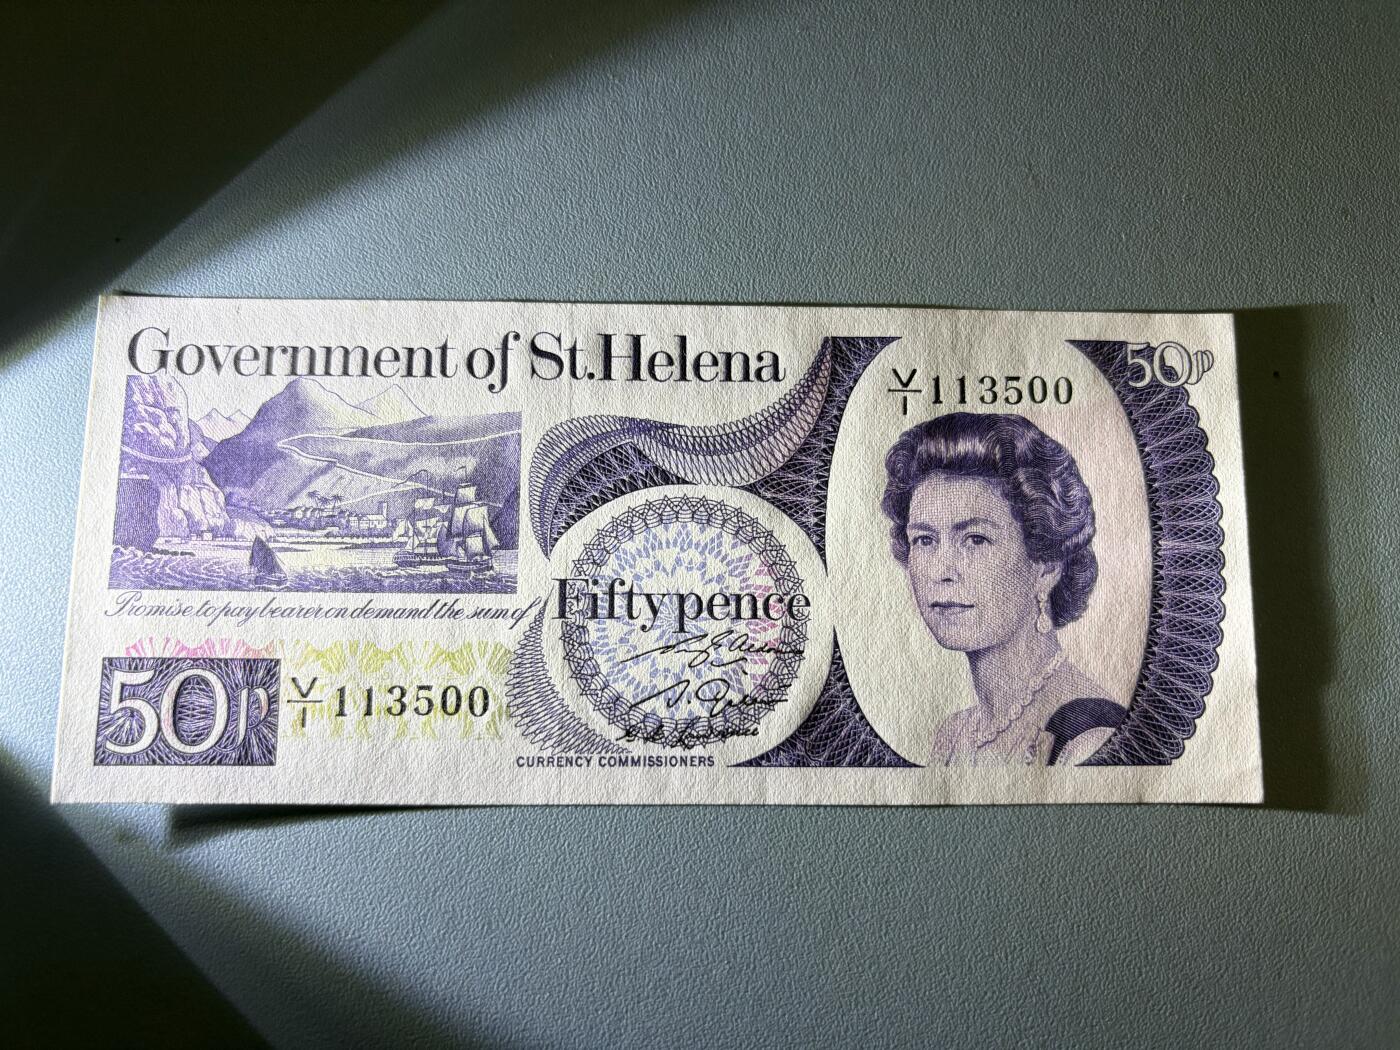 Government of St. Helena
50p
V/1 113500
Promise to pay bearer on demand the sum of
Fifty pence
50p
V/1 113500
CURRENCY COMMISSIONERS